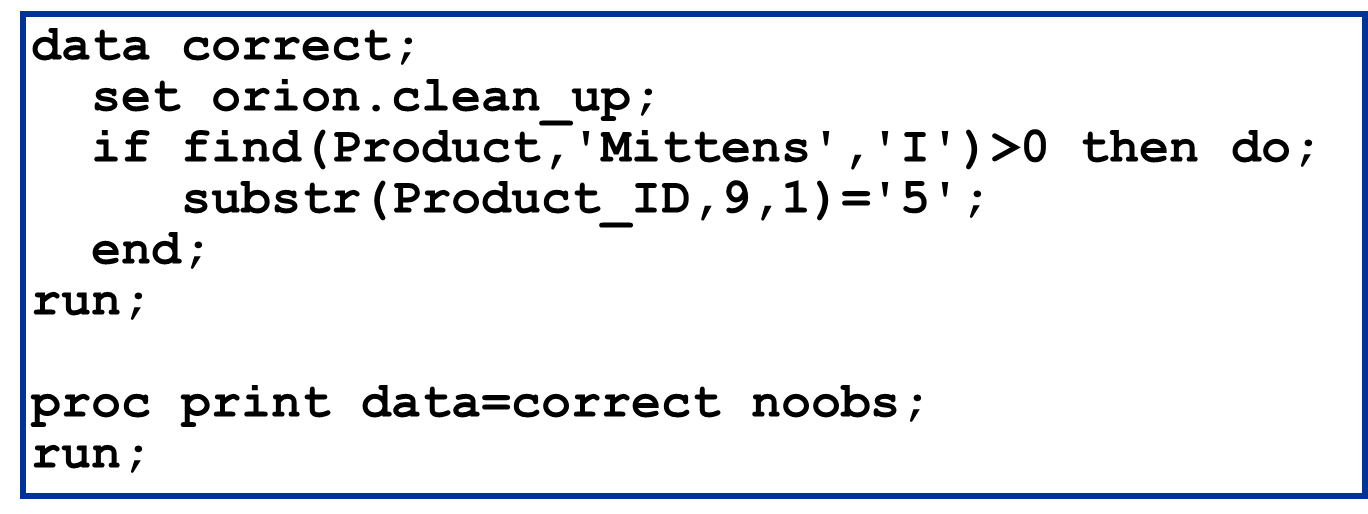 data correct;
  set orion.clean_up;
  if find(Product,'Mittens','I')>0 then do;
     substr(Product_ID,9,1)='5';
  end;
run;

proc print data=correct noobs;
run;